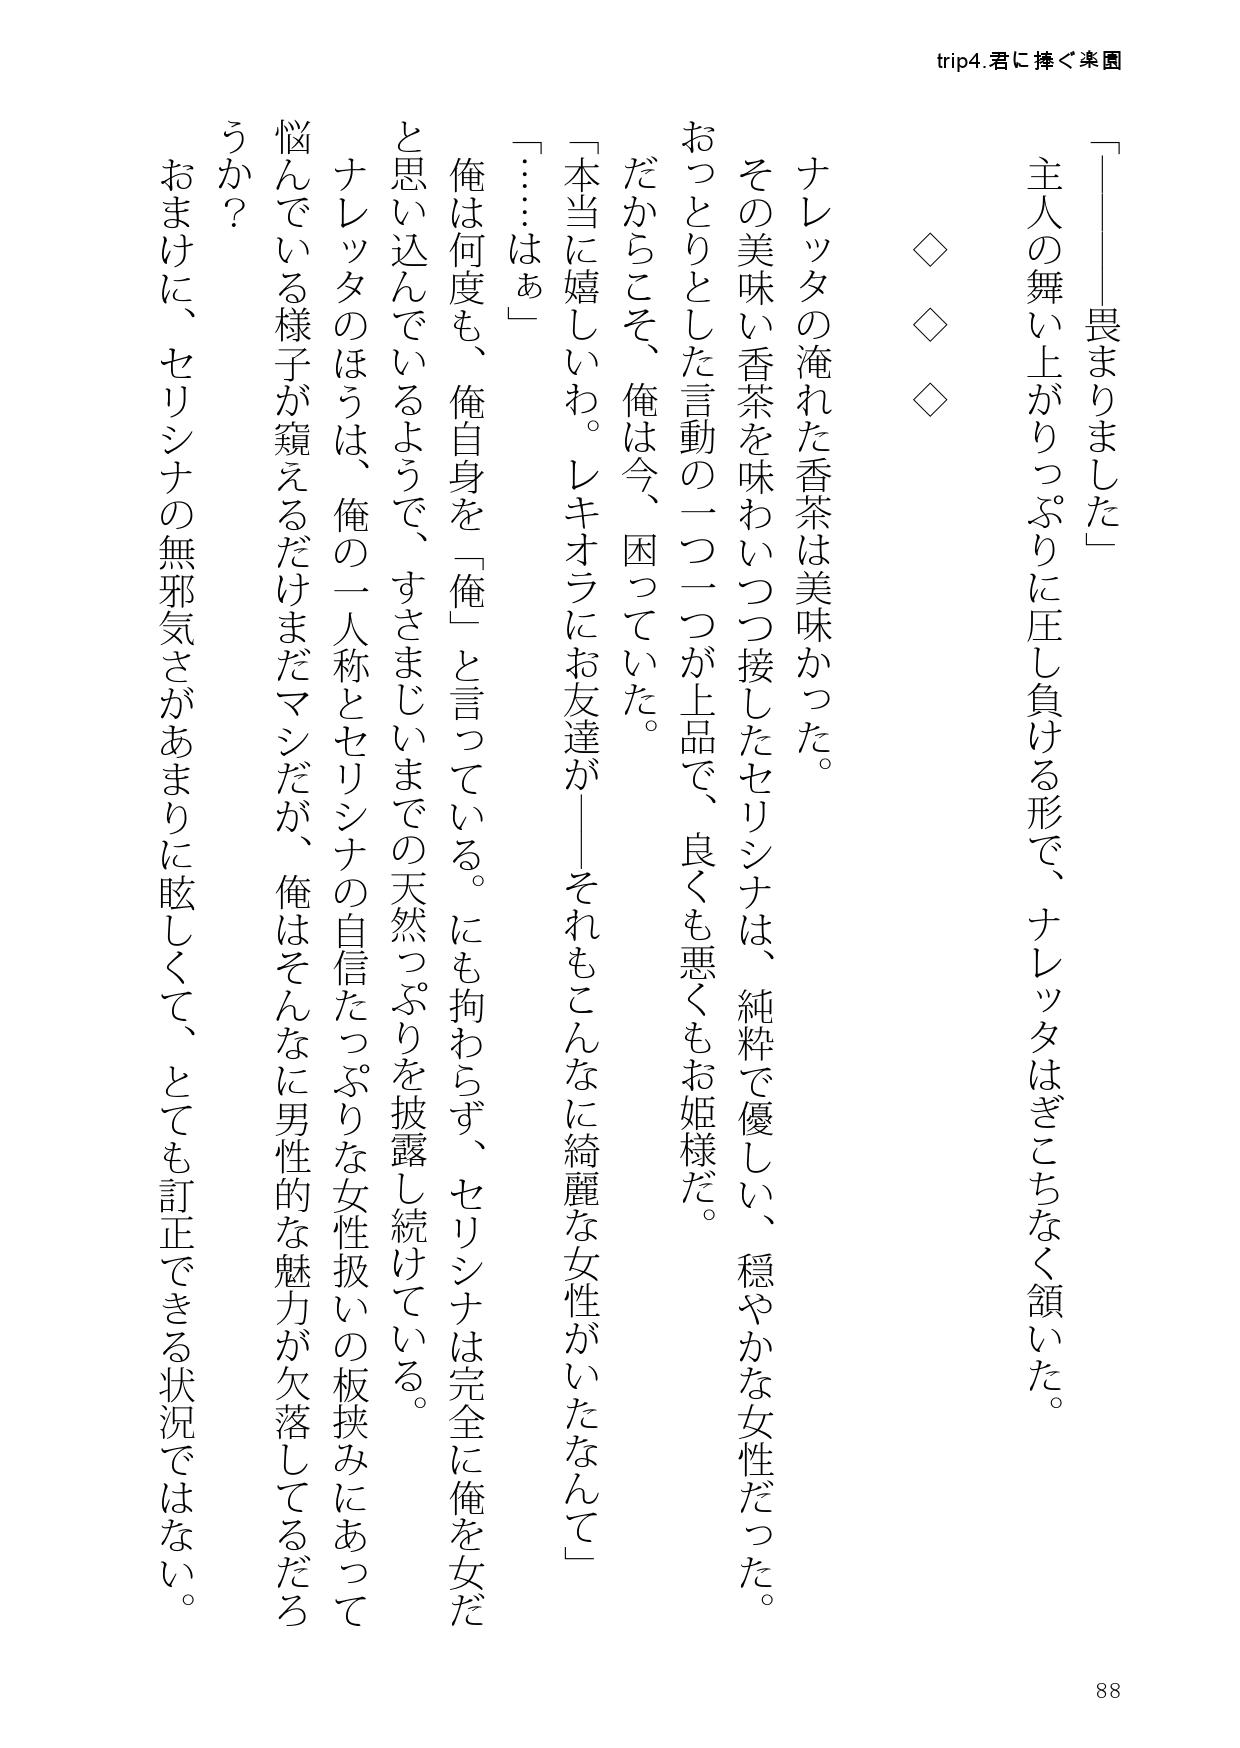 trip4.君に捧ぐ楽園
「――――畏まりました」
主人の舞い上がりっぷりに圧し負ける形で、ナレッタはぎこちなく頷いた。
◇ ◇ ◇
ナレッタの淹れた香茶は美味かった。
その美味い香茶を味わいつつ接したセリシナは、純粋で優しい、穏やかな女性だった。
おっとりとした言動の一つ一つが上品で、良くも悪くもお姫様だ。
だからこそ、俺は今、困っていた。
「本当に嬉しいわ。レキオラにお友達が――それもこんなに綺麗な女性がいたなんて」
「……はぁ」
俺は何度も、俺自身を「俺」と言っている。にも拘わらず、セリシナは完全に俺を女だ
と思い込んでいるようで、すさまじいまでの天然っぷりを披露し続けている。
ナレッタのほうは、俺の一人称とセリシナの自信たっぷりな女性扱いの板挟みにあって
悩んでいる様子が窺えるだけまだマシだが、俺はそんなに男性的な魅力が欠落してるだろ
うか？
おまけに、セリシナの無邪気さがあまりに眩しくて、とても訂正できる状況ではない。
88